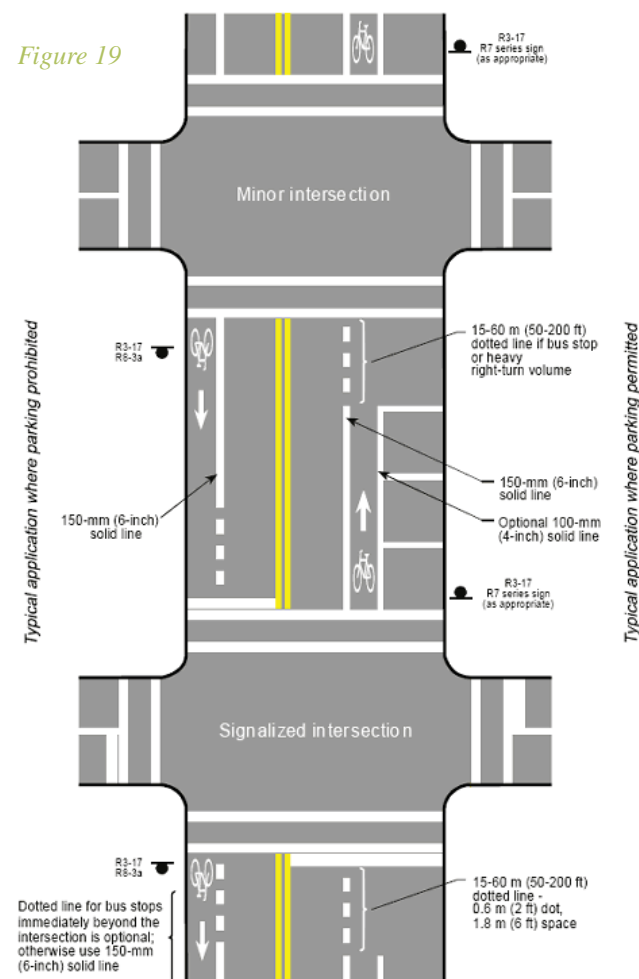 Figure 19
R3-17
R7 series sign
(as appropriate)
Minor intersection
Typical application where parking prohibited
R3-17
R8-3a
15-60 m (50-200 ft)
dotted line if bus stop
or heavy
right-turn volume
Typical application where parking permitted
150-mm (6-inch)
solid line
150-mm (6-inch)
solid line
Optional 100-mm
(4-inch) solid line
R3-17
R7 series sign
(as appropriate)
Signalized intersection
R3-17
R8-3a
Dotted line for bus stops
immediately beyond the
intersection is optional;
otherwise use 150-mm
(6-inch) solid line
15-60 m (50-200 ft)
dotted line -
0.6 m (2 ft) dot,
1.8 m (6 ft) space